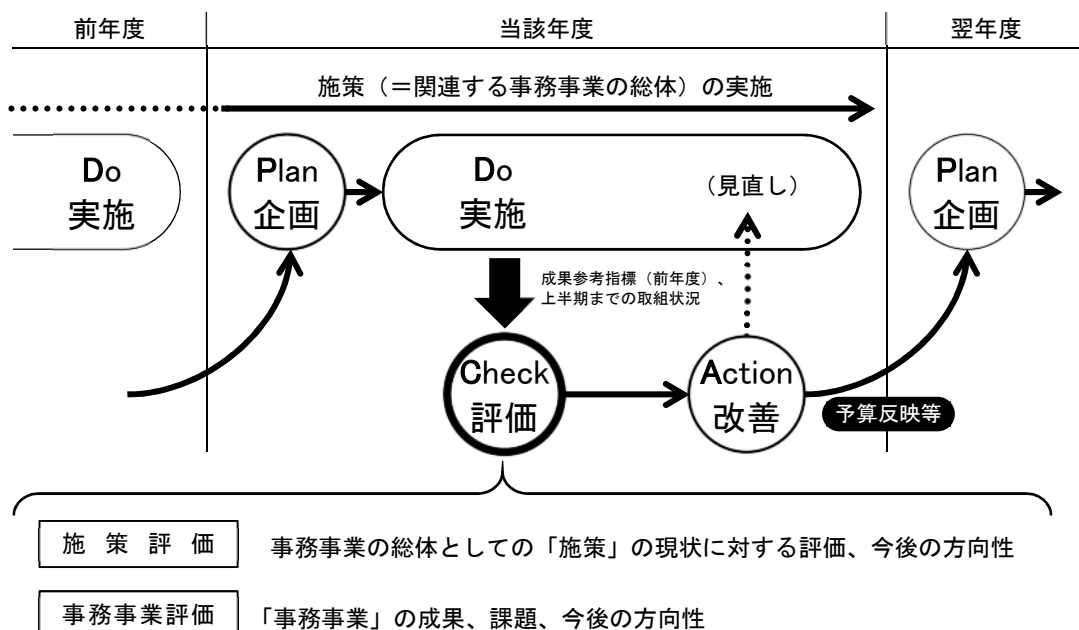 前年度
当該年度
翌年度
施策（＝関連する事務事業の総体）の実施
Do
実施
Plan
企画
Do
実施
（見直し）
Plan
企画
成果参考指標（前年度）、
上半期までの取組状況
Check
評価
Action
改善
予算反映等
施策評価
事務事業の総体としての「施策」の現状に対する評価、今後の方向性
事務事業評価
「事務事業」の成果、課題、今後の方向性